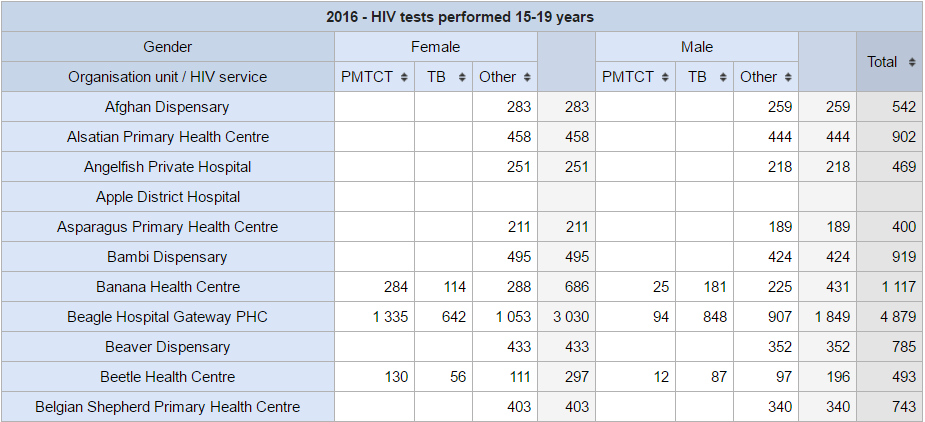 2016 - HIV tests performed 15-19 years
Gender Female Male Total
Organisation unit / HIV service PMTCT TB Other PMTCT TB Other
Afghan Dispensary 283 283 259 259 542
Alsatian Primary Health Centre 458 458 444 444 902
Angelfish Private Hospital 251 251 218 218 469
Apple District Hospital
Asparagus Primary Health Centre 211 211 189 189 400
Bambi Dispensary 495 495 424 424 919
Banana Health Centre 284 114 288 686 25 181 225 431 1 117
Beagle Hospital Gateway PHC 1 335 642 1 053 3 030 94 848 907 1 849 4 879
Beaver Dispensary 433 433 352 352 785
Beetle Health Centre 130 56 111 297 12 87 97 196 493
Belgian Shepherd Primary Health Centre 403 403 340 340 743